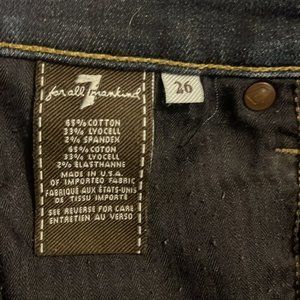 7
for all mankind
26
65% COTTON
33% LYOCELL
2% SPANDEX
65% COTON
33% LYOCELL
2% ELASTHANNE
MADE IN U.S.A.
OF IMPORTED FABRIC
FABRIQUÉ AUX ÉTATS-UNIS
DE TISSU IMPORTÉ
SEE REVERSE FOR CARE
ENTRETIEN AU VERSO